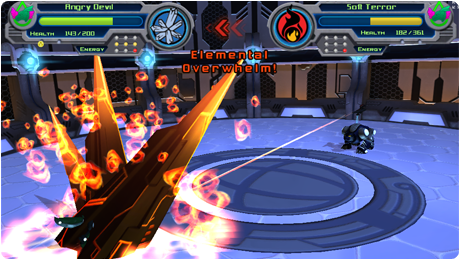 Angry Devil
Health 143/200
Energy
Soft Terror
Health 182/361
Energy
Elemental
Overwhelm!